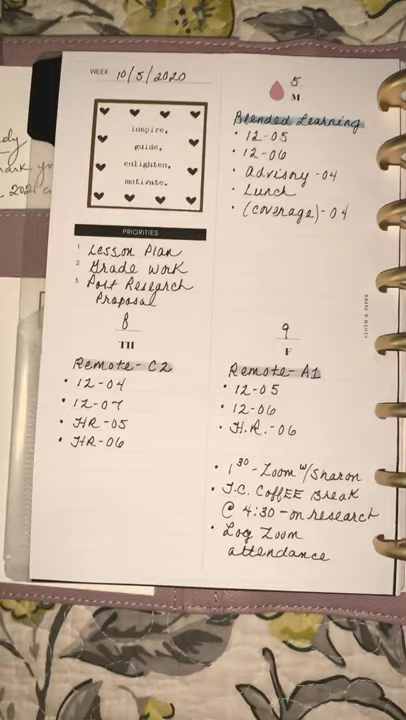 WEEK 10/5/2020
inspire,
guide,
enlighten,
motivate.
PRIORITIES
1 Lesson Plan
2 Grade Work
3 Post Research
Proposal
5
M
Blended Learning
• 12-05
• 12-06
• Advisory-04
• Lunch
• (coverage)-04
8
TH
Remote-C2
• 12-04
• 12-07
• HR-05
• HR-06
9
F
Remote-A1
• 12-05
• 12-06
• H.R.-06
• 1³⁰-Zoom w/Sharon
• T.C. Coffee Break
@ 4:30-on research
• Log Zoom
attendance
CLOTH & PAPER